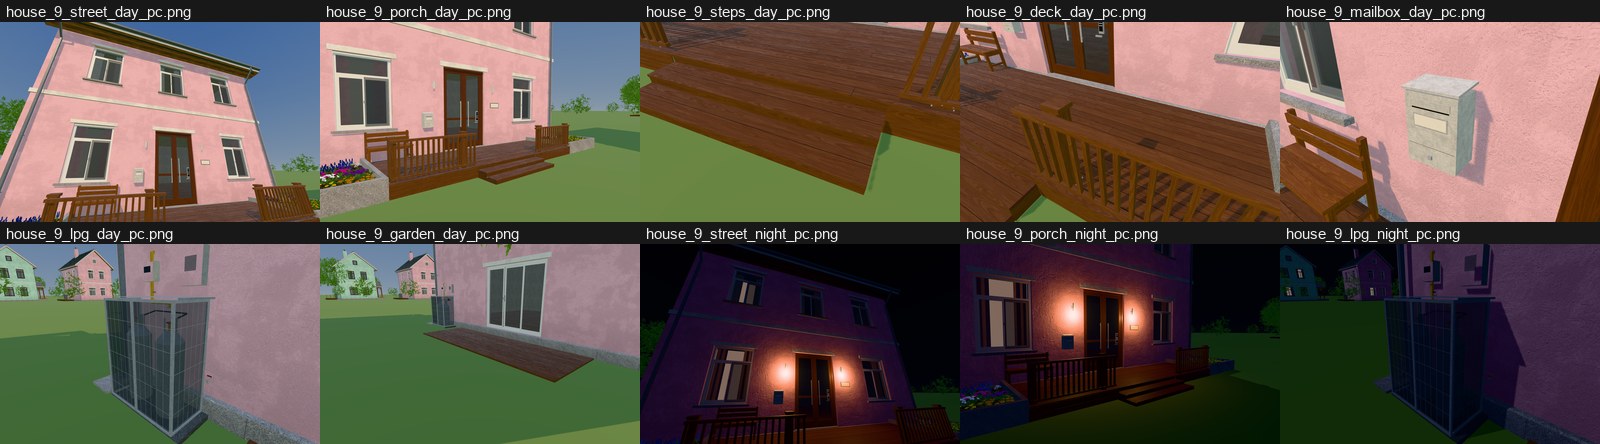 house_9_street_day_pc.png
house_9_porch_day_pc.png
house_9_steps_day_pc.png
house_9_deck_day_pc.png
house_9_mailbox_day_pc.png
house_9_lpg_day_pc.png
house_9_garden_day_pc.png
house_9_street_night_pc.png
house_9_porch_night_pc.png
house_9_lpg_night_pc.png